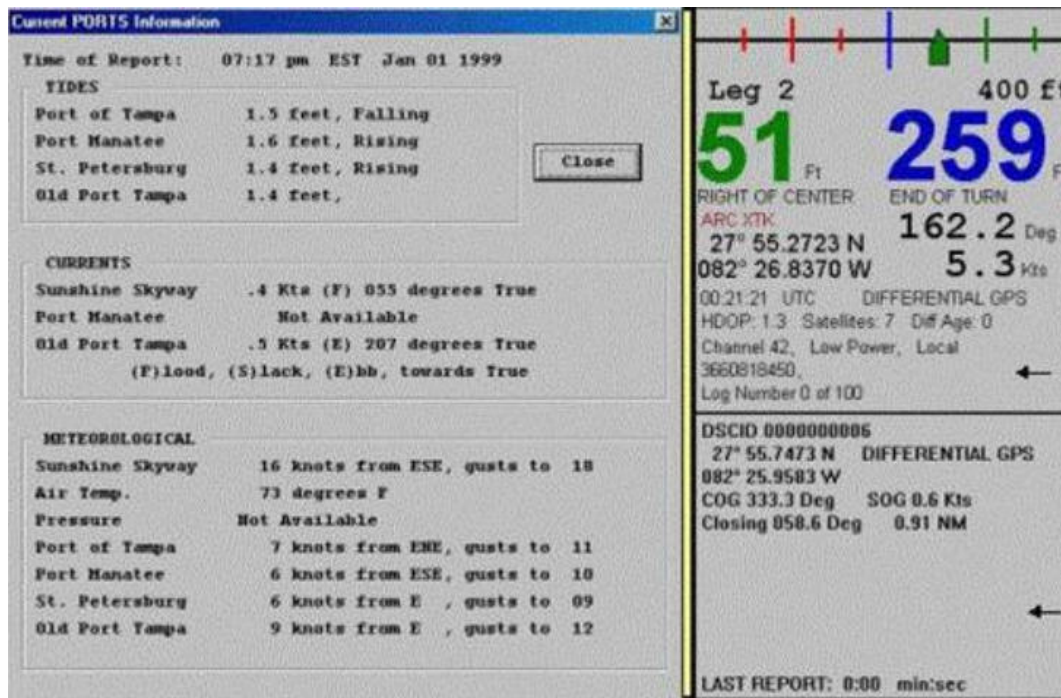 Current PORTS Information
Time of Report: 07:17 pm EST Jan 01 1999
TIDES
Port of Tampa 1.5 feet, Falling
Port Manatee 1.6 feet, Rising
St. Petersburg 1.4 feet, Rising
Old Port Tampa 1.4 feet,
Close
CURRENTS
Sunshine Skyway .4 Kts (F) 055 degrees True
Port Manatee Not Available
Old Port Tampa .5 Kts (E) 207 degrees True
(F)lood, (S)lack, (E)bb, towards True
METEOROLOGICAL
Sunshine Skyway 16 knots from ESE, gusts to 18
Air Temp. 73 degrees F
Pressure Not Available
Port of Tampa 7 knots from ENE, gusts to 11
Port Manatee 6 knots from ESE, gusts to 10
St. Petersburg 6 knots from E , gusts to 09
Old Port Tampa 9 knots from E , gusts to 12
Leg 2 400 ft
51 Ft 259 F
RIGHT OF CENTER END OF TURN
ARC XTK
162.2 Deg
27° 55.2723 N
082° 26.8370 W
5.3 Kts
00:21:21 UTC DIFFERENTIAL GPS
HDOP: 1.3 Satellites: 7 Diff Age: 0
Channel 42, Low Power, Local
3660818450,
Log Number 0 of 100
DSCID 0000000006
27° 55.7473 N DIFFERENTIAL GPS
082° 25.9583 W
COG 333.3 Deg SOG 0.6 Kts
Closing 058.6 Deg 0.91 NM
LAST REPORT: 0:00 min:sec